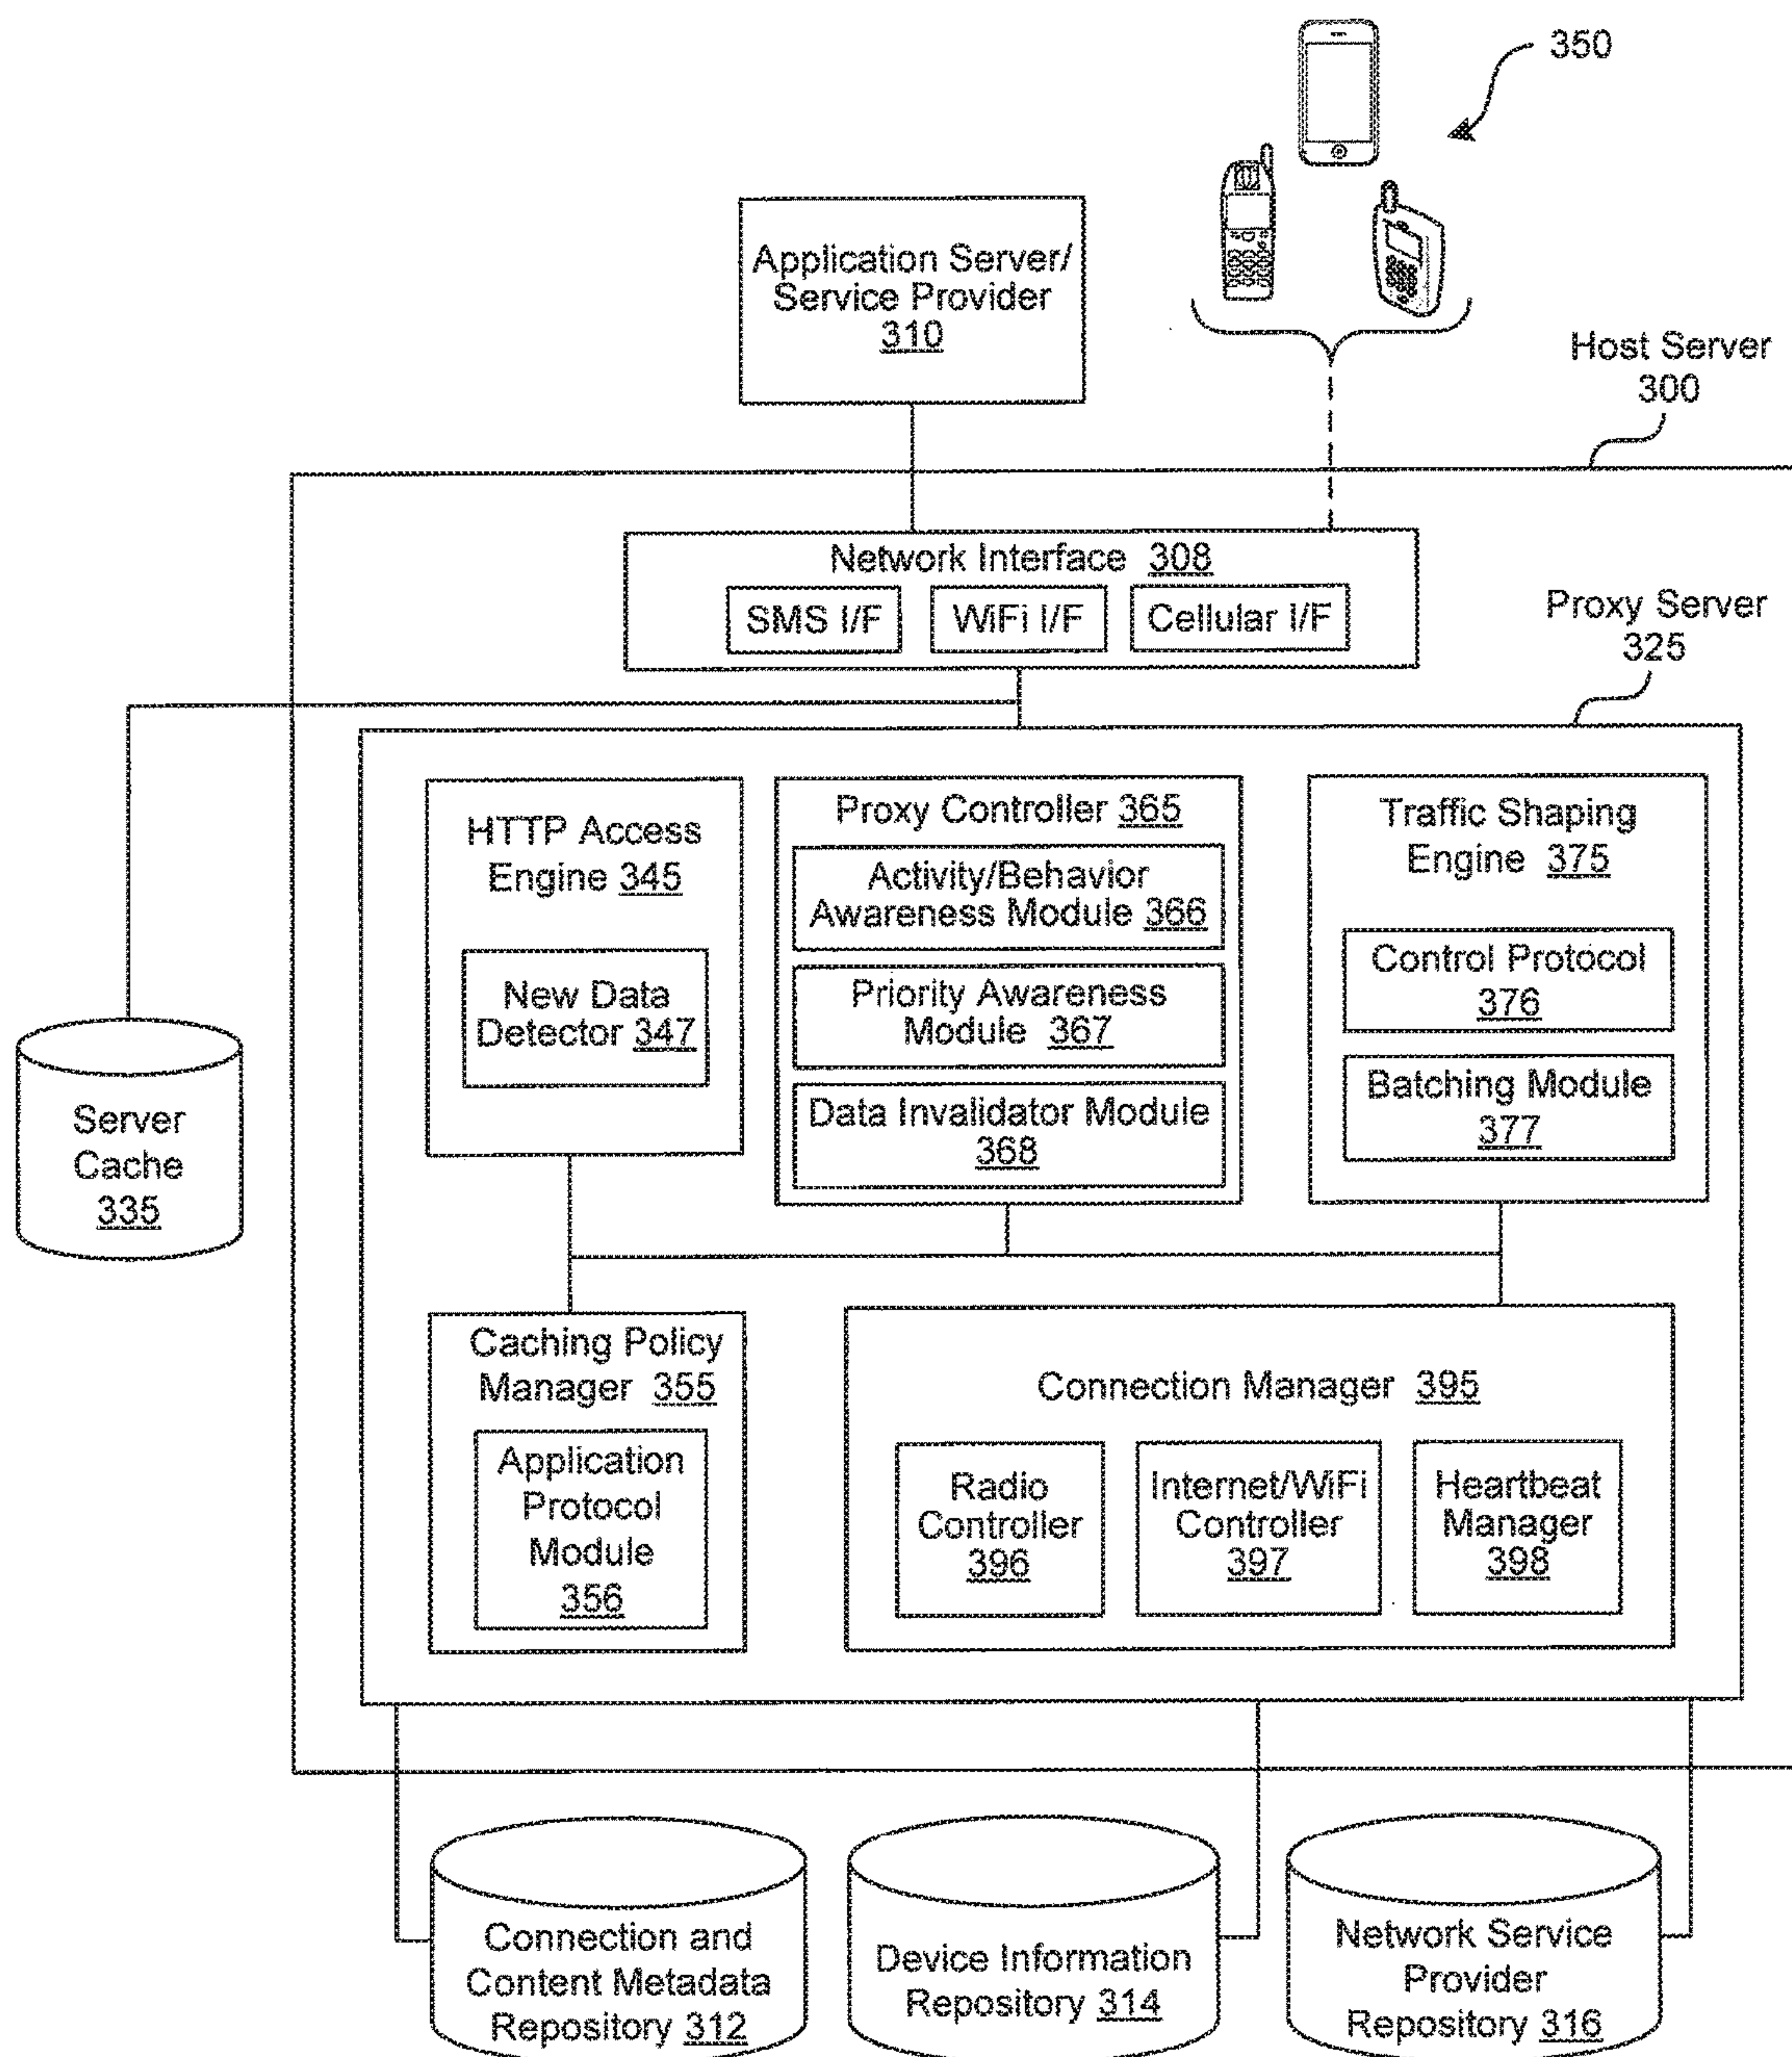 350
Application Server/
Service Provider
310
Host Server
300
Network Interface 308
SMS I/F
WiFi I/F
Cellular I/F
Proxy Server
325
HTTP Access
Engine 345
New Data
Detector 347
Proxy Controller 365
Activity/Behavior
Awareness Module 366
Priority Awareness
Module 367
Data Invalidator Module
368
Traffic Shaping
Engine 375
Control Protocol
376
Batching Module
377
Server
Cache
335
Caching Policy
Manager 355
Application
Protocol
Module
356
Connection Manager 395
Radio
Controller
396
Internet/WiFi
Controller
397
Heartbeat
Manager
398
Connection and
Content Metadata
Repository 312
Device Information
Repository 314
Network Service
Provider
Repository 316